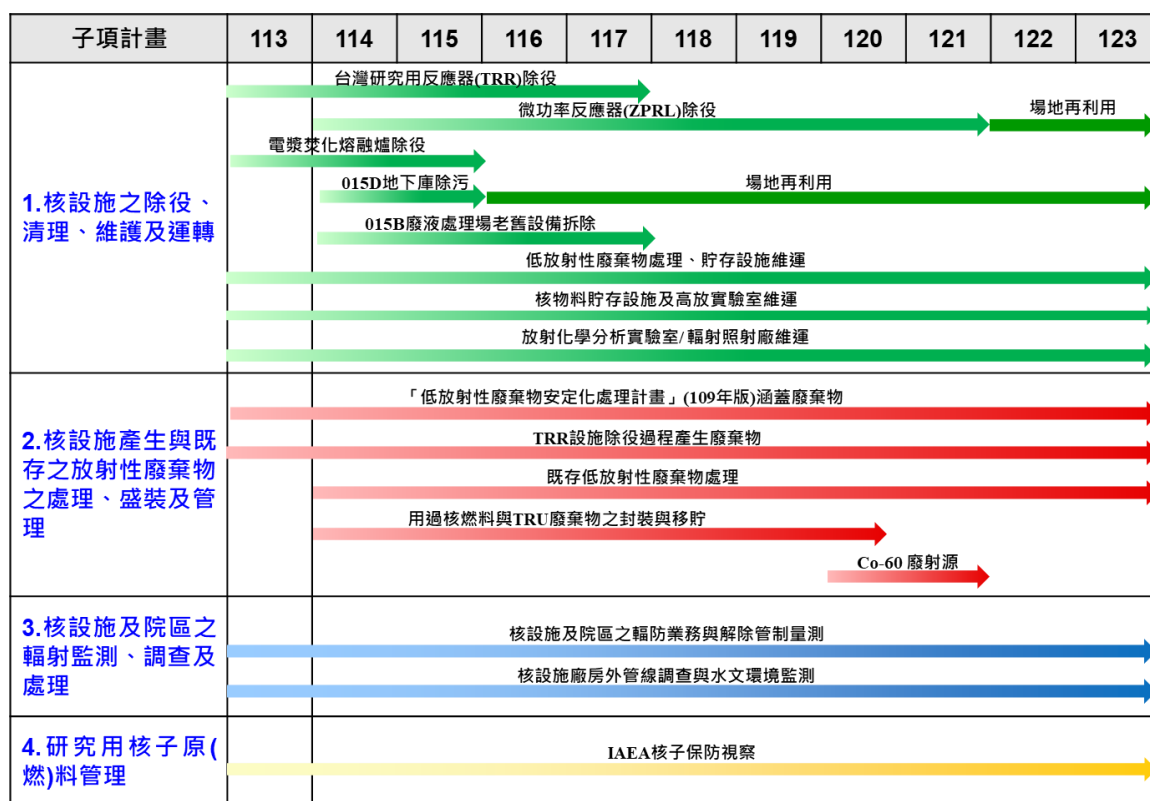 子項計畫 113 114 115 116 117 118 119 120 121 122 123
1.核設施之除役、
清理、維護及運轉
台灣研究用反應器(TRR)除役
微功率反應器(ZPRL)除役 場地再利用
電漿焚化熔融爐除役
015D地下庫除污 場地再利用
015B廢液處理場老舊設備拆除
低放射性廢棄物處理、貯存設施維運
核物料貯存設施及高放實驗室維運
放射化學分析實驗室/輻射照射廠維運
2.核設施產生與既
存之放射性廢棄物
之處理、盛裝及管
理
「低放射性廢棄物安定化處理計畫」(109年版)涵蓋廢棄物
TRR設施除役過程產生廢棄物
既存低放射性廢棄物處理
用過核燃料與TRU廢棄物之封裝與移貯
Co-60 廢射源
3.核設施及院區之
輻射監測、調查及
處理
核設施及院區之輻防業務與解除管制量測
核設施廠房外管線調查與水文環境監測
4.研究用核子原(
燃)料管理
IAEA核子保防視察